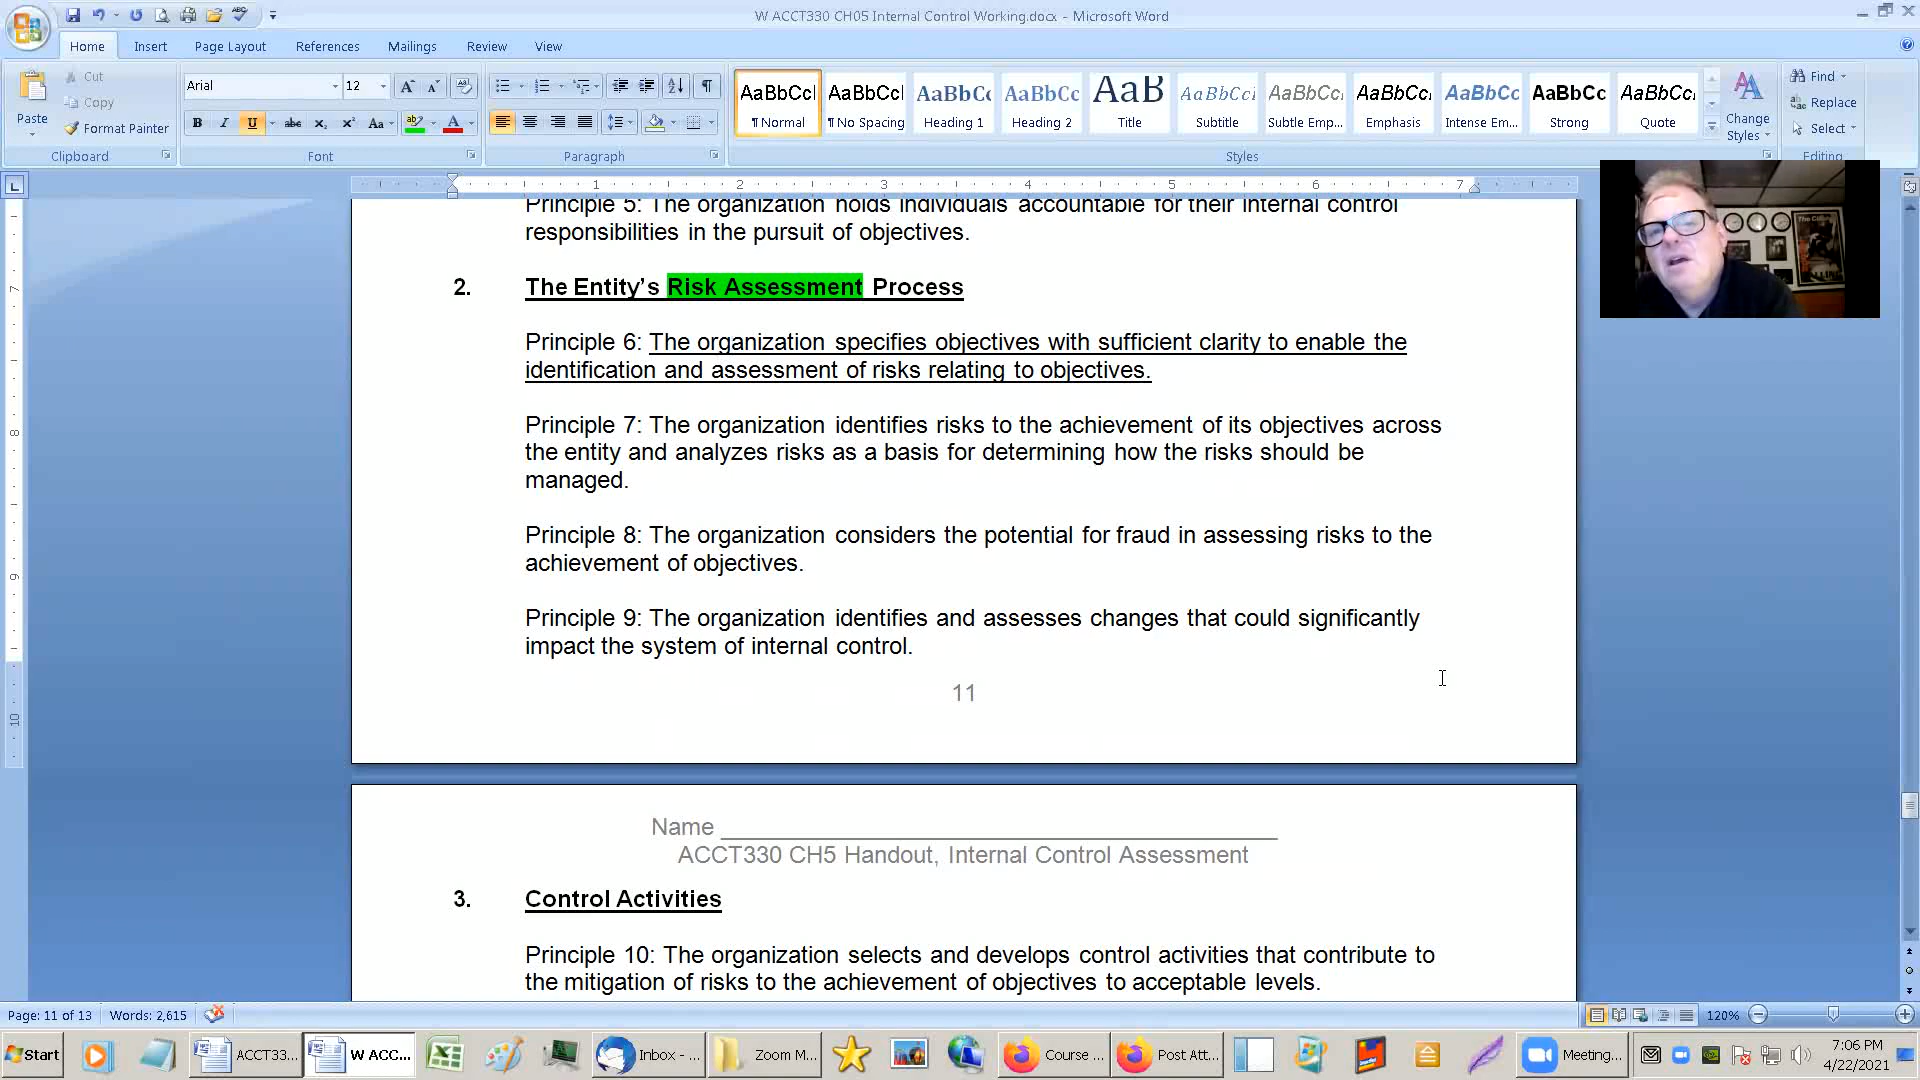 W ACCT330 CH05 Internal Control Working.docx - Microsoft Word
Home Insert Page Layout References Mailings Review View
Paste
Cut
Copy
Format Painter
Clipboard
Arial 12
Font
Paragraph
AaBbCcI AaBbCcI AaBbCc AaBbCc AaB AaBbCcI AaBbCcI AaBbCcI AaBbCc AaBbCc AaBbCcI
¶ Normal ¶ No Spacing Heading 1 Heading 2 Title Subtitle Subtle Emp... Emphasis Intense Em... Strong Quote
Change Styles
Styles
Find
Replace
Select
Editing
1 2 3 4 5 6 7
Principle 5: The organization holds individuals accountable for their internal control
responsibilities in the pursuit of objectives.
2. The Entity's Risk Assessment Process
Principle 6: The organization specifies objectives with sufficient clarity to enable the
identification and assessment of risks relating to objectives.
Principle 7: The organization identifies risks to the achievement of its objectives across
the entity and analyzes risks as a basis for determining how the risks should be
managed.
Principle 8: The organization considers the potential for fraud in assessing risks to the
achievement of objectives.
Principle 9: The organization identifies and assesses changes that could significantly
impact the system of internal control.
11
Name ________________________________________
ACCT330 CH5 Handout, Internal Control Assessment
3. Control Activities
Principle 10: The organization selects and develops control activities that contribute to
the mitigation of risks to the achievement of objectives to acceptable levels.
Page: 11 of 13 Words: 2,615 120%
Start ACCT33... W ACC... Inbox - ... Zoom M... Course ... Post Att... Meeting... 7:06 PM
4/22/2021